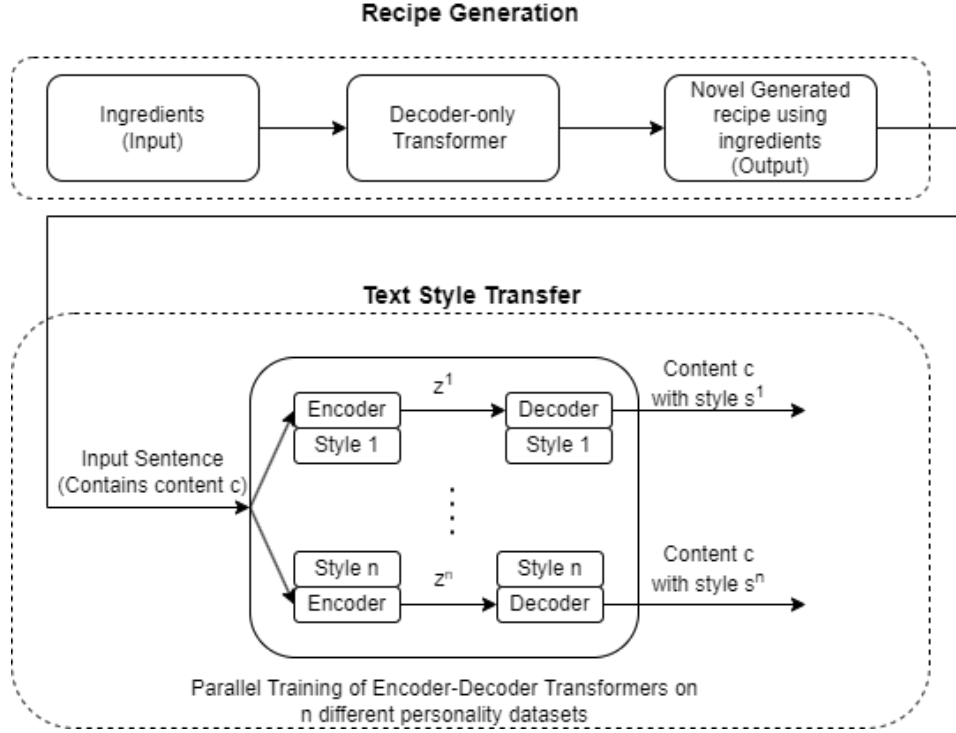 Recipe Generation
Ingredients
(Input)
Decoder-only
Transformer
Novel Generated
recipe using
ingredients
(Output)
Text Style Transfer
Input Sentence
(Contains content c)
Encoder
Style 1
z¹
Decoder
Style 1
Content c
with style s¹
Style n
Encoder
zⁿ
Style n
Decoder
Content c
with style sⁿ
Parallel Training of Encoder-Decoder Transformers on
n different personality datasets